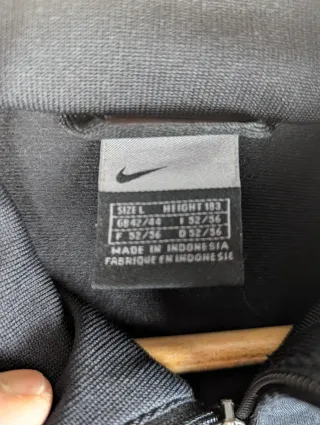 SIZE L HEIGHT 183
GB 42/44 I 52/56
F 52/56 D 52/56
MADE IN INDONESIA
FABRIQUE EN INDONESIE